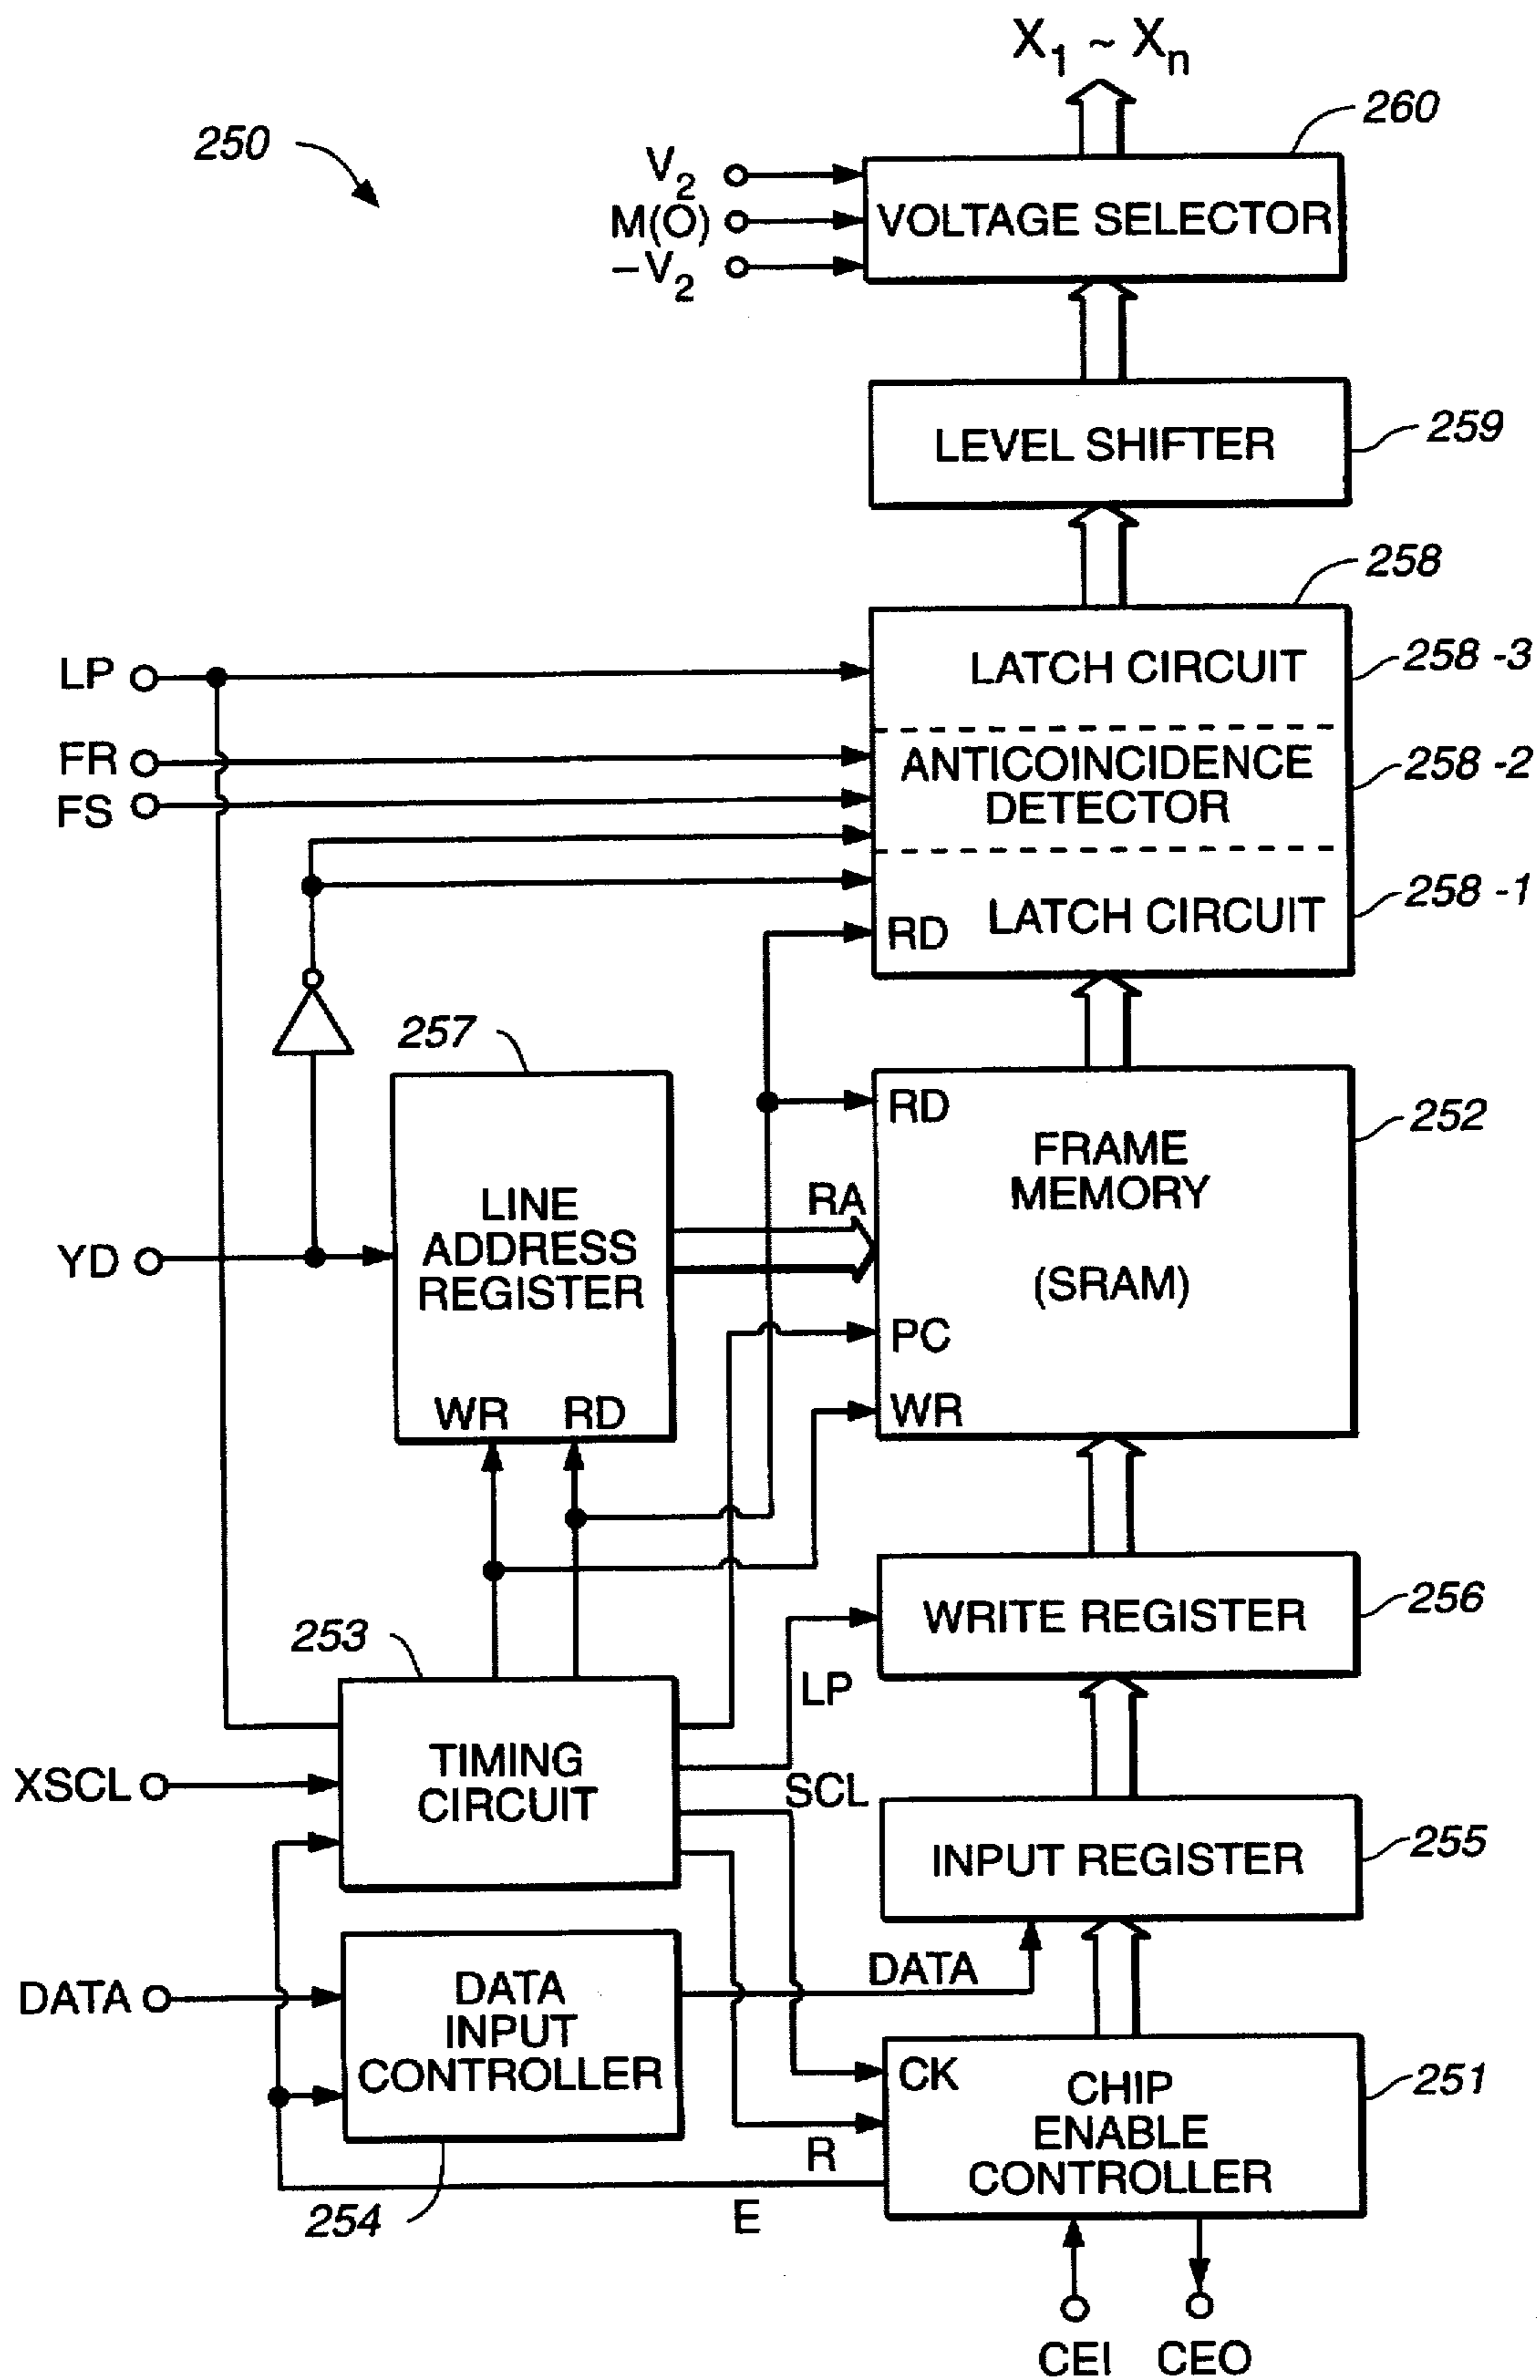 X1 ~ Xn
260
250
V2
M(O)
–V2
VOLTAGE SELECTOR
LEVEL SHIFTER
259
258
LP
LATCH CIRCUIT
258 -3
FR
FS
ANTICOINCIDENCE
DETECTOR
258 -2
RD
LATCH CIRCUIT
258 -1
257
RD
252
FRAME
MEMORY
(SRAM)
RA
LINE
ADDRESS
REGISTER
YD
PC
WR
RD
WR
253
WRITE REGISTER
256
LP
TIMING
CIRCUIT
XSCL
SCL
INPUT REGISTER
255
DATA
DATA
INPUT
CONTROLLER
DATA
CK
CHIP
ENABLE
CONTROLLER
251
R
254
E
CEI
CEO